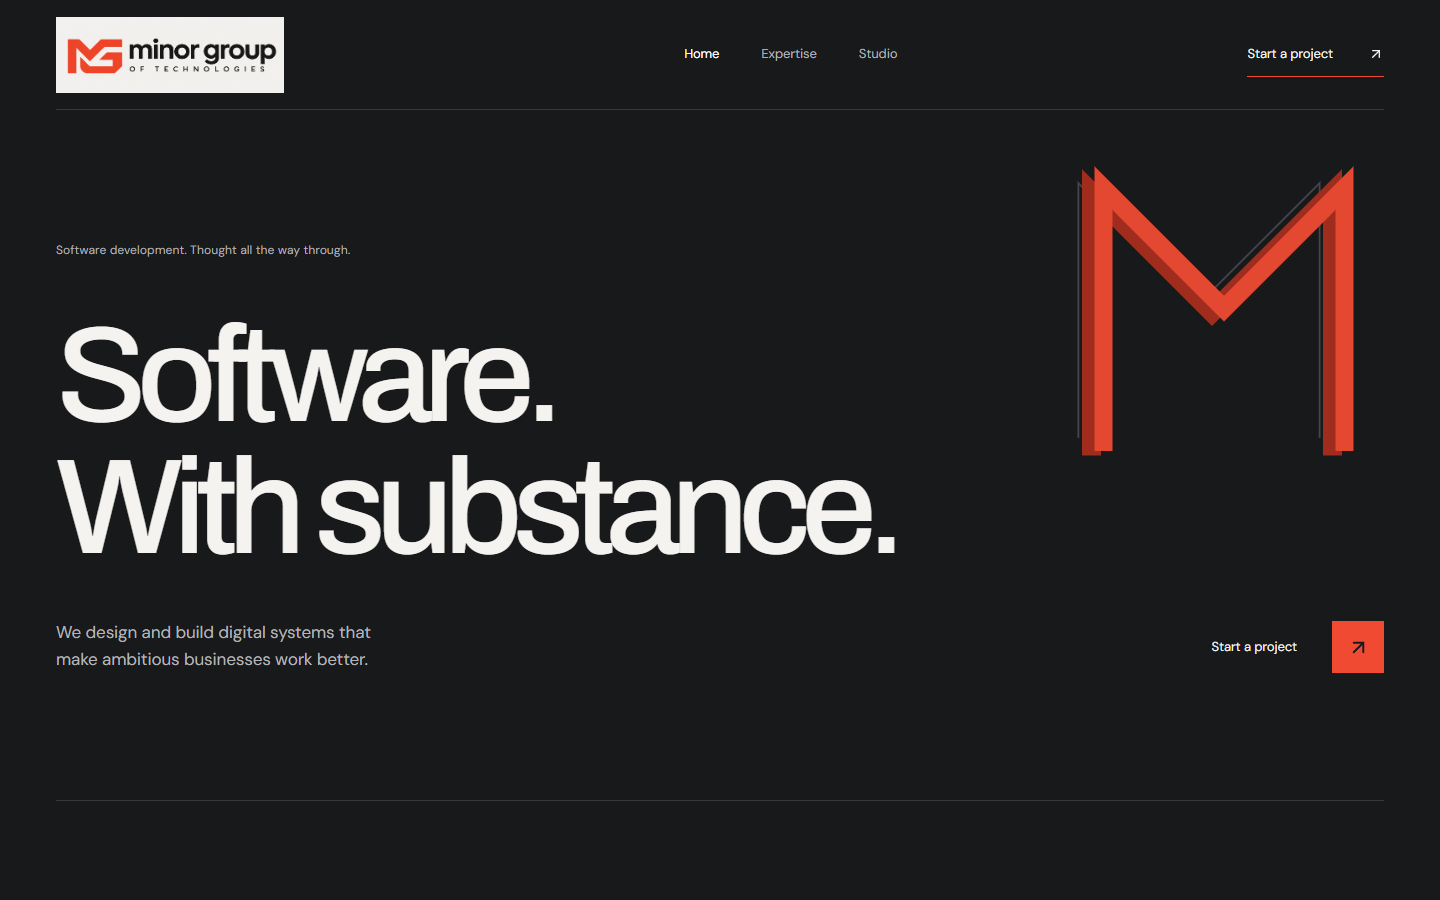 minor group
OF TECHNOLOGIES
Home
Expertise
Studio
Start a project
Software development. Thought all the way through.
M
Software.
With substance.
We design and build digital systems that
make ambitious businesses work better.
Start a project